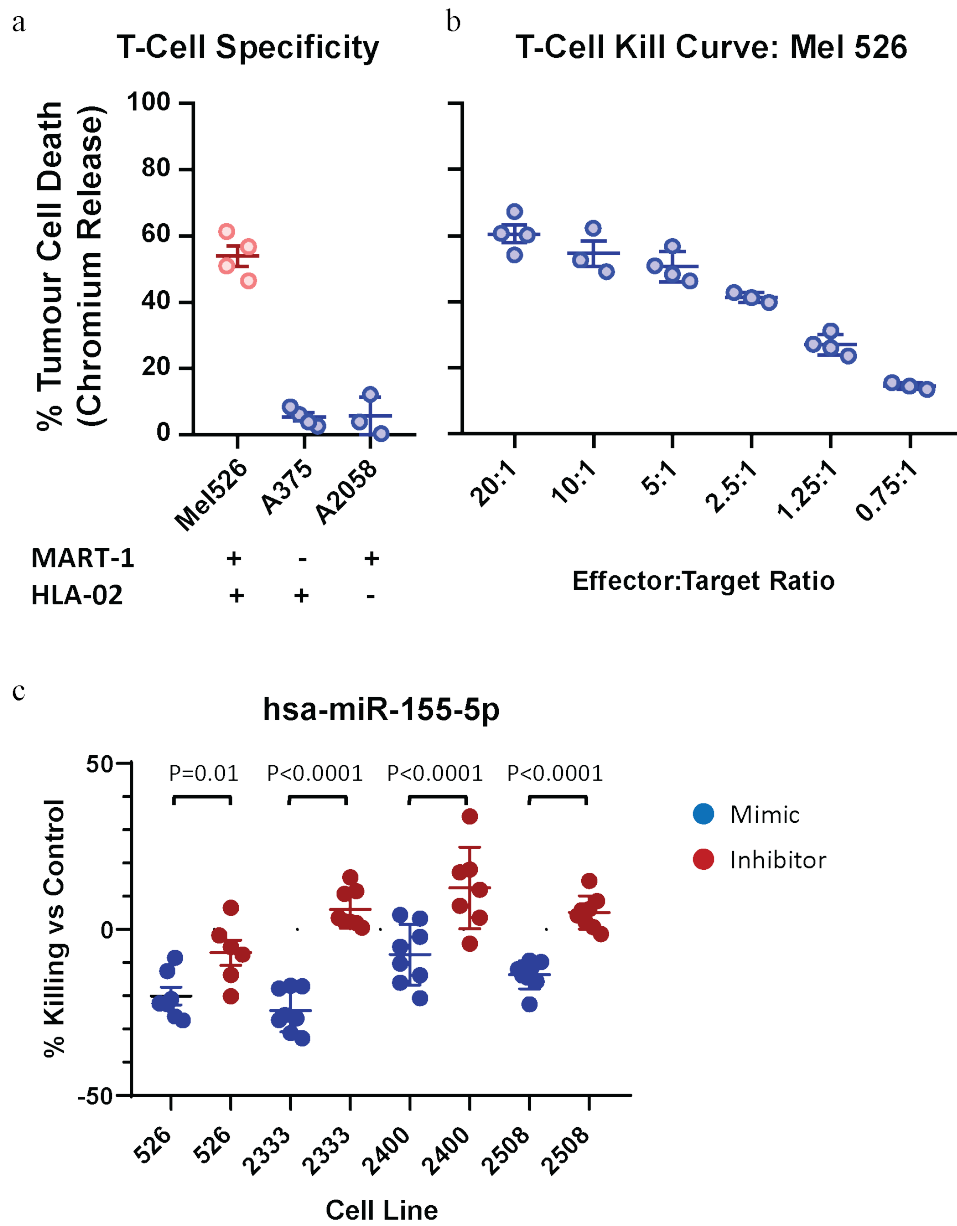 a
T-Cell Specificity
% Tumour Cell Death
(Chromium Release)
100
80
60
40
20
0
Mel526
A375
A2058
MART-1 + - +
HLA-02 + + -
b
T-Cell Kill Curve: Mel 526
20:1
10:1
5:1
2.5:1
1.25:1
0.75:1
Effector:Target Ratio
c
hsa-miR-155-5p
% Killing vs Control
50
0
-50
P=0.01
P<0.0001
P<0.0001
P<0.0001
Mimic
Inhibitor
526
526
2333
2333
2400
2400
2508
2508
Cell Line